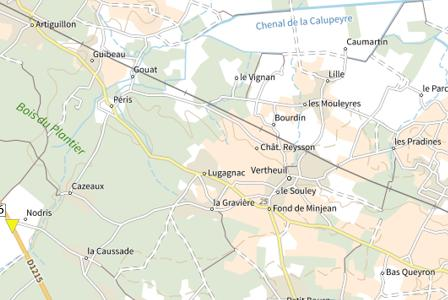 Chenal de la Calupeyre
Artiguillon
Caumartin
Guibeau
Gouat
le Vignan
Lille
Péris
les Mouleyres
Bourdin
Bois du Plantier
les Pradines
Chât. Reysson
Vertheuil
Lugagnac
Cazeaux
le Souley
la Gravière
25
Fond de Minjean
Nodris
la Caussade
D1215
Bas Queyron